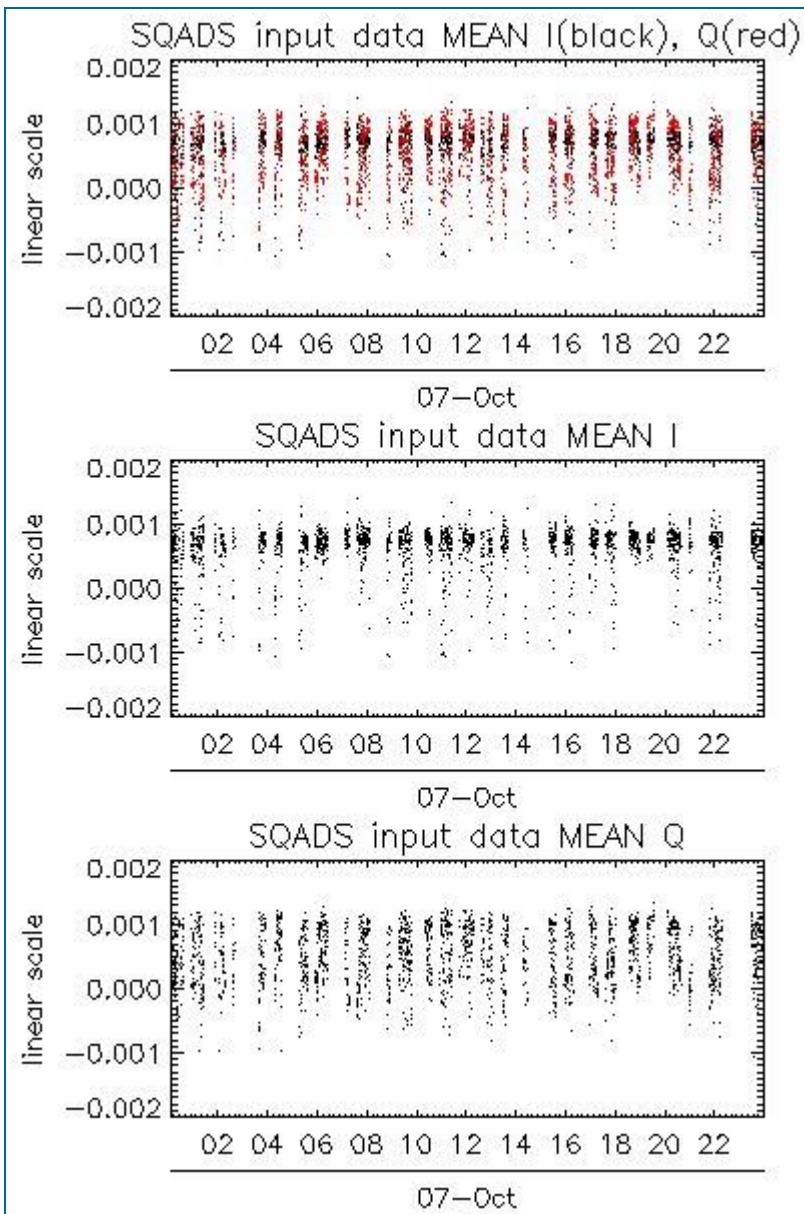 SQADS input data MEAN I(black), Q(red)
linear scale
0.002
0.001
0.000
−0.001
−0.002
02 04 06 08 10 12 14 16 18 20 22
07−Oct
SQADS input data MEAN I
linear scale
0.002
0.001
0.000
−0.001
−0.002
02 04 06 08 10 12 14 16 18 20 22
07−Oct
SQADS input data MEAN Q
linear scale
0.002
0.001
0.000
−0.001
−0.002
02 04 06 08 10 12 14 16 18 20 22
07−Oct